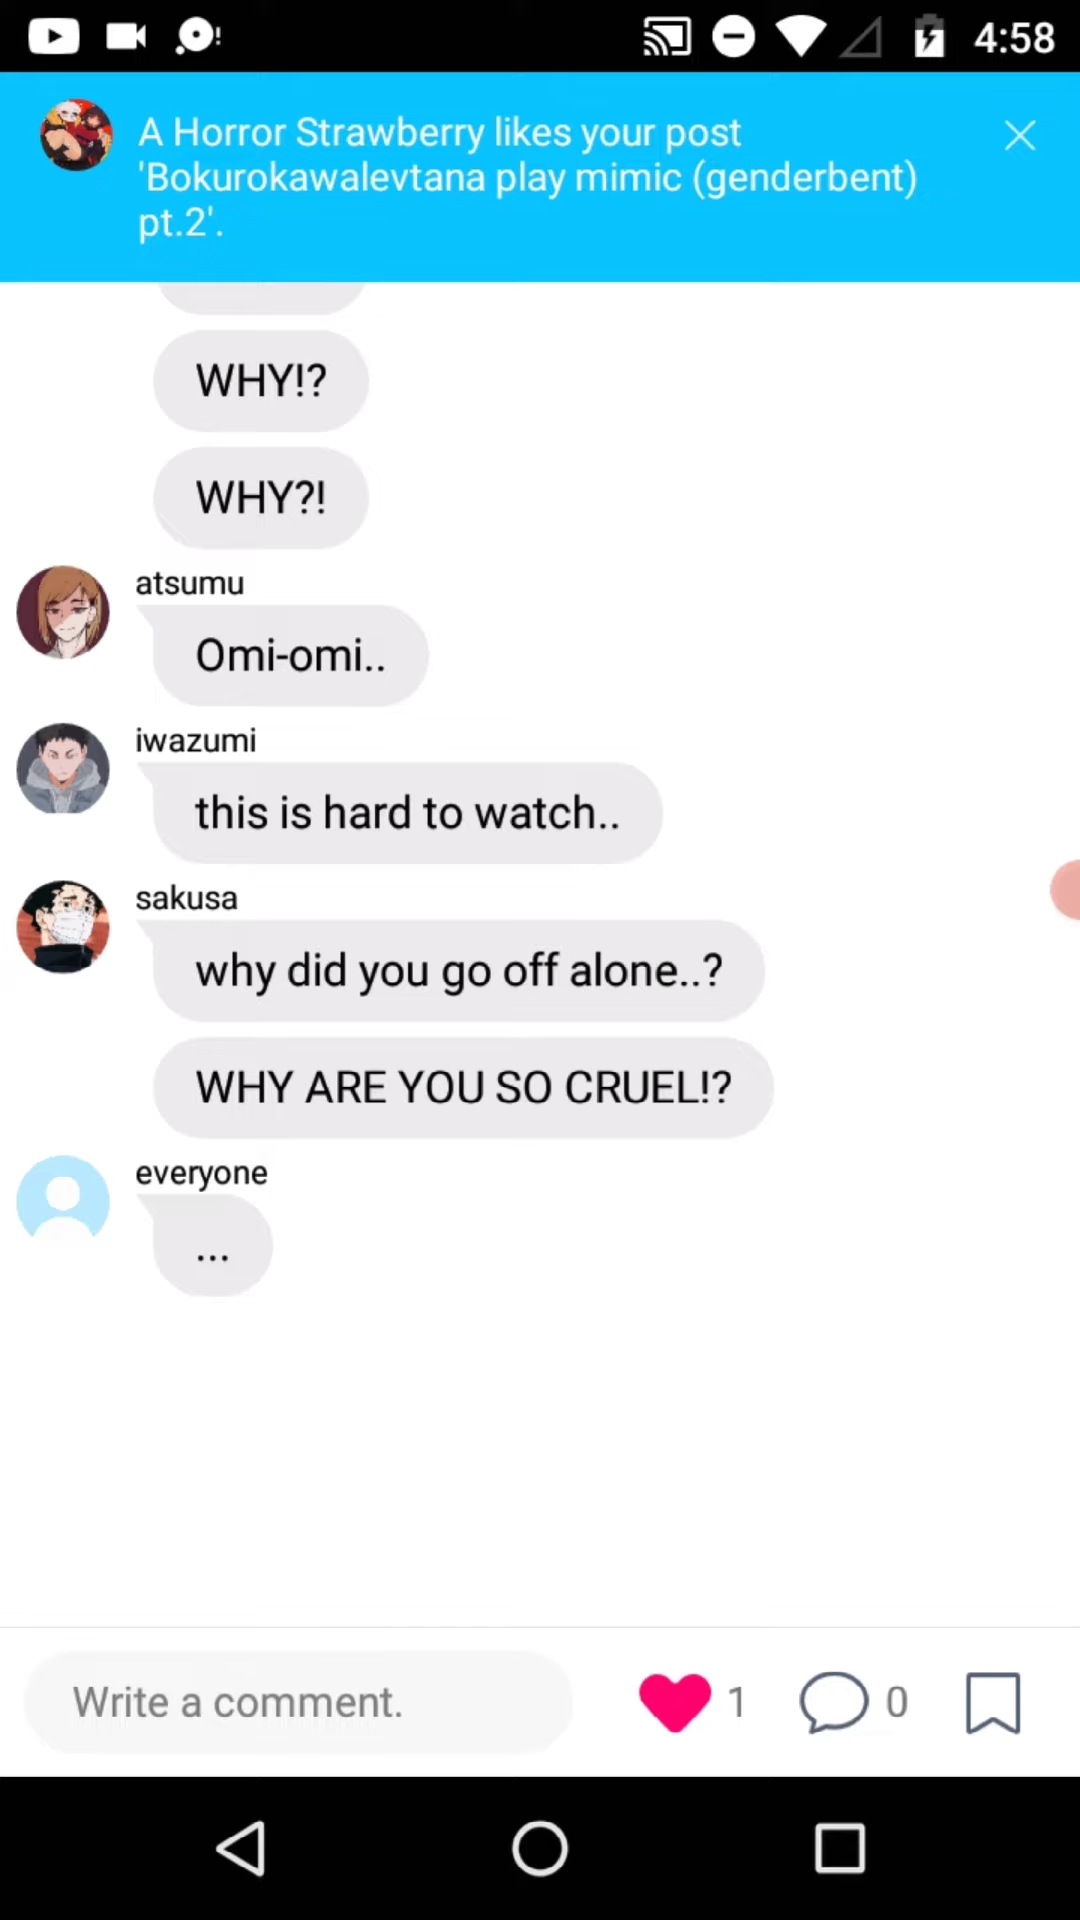 4:58
A Horror Strawberry likes your post
'Bokurokawalevtana play mimic (genderbent)
pt.2'.
WHY!?
WHY?!
atsumu
Omi-omi..
iwazumi
this is hard to watch..
sakusa
why did you go off alone..?
WHY ARE YOU SO CRUEL!?
everyone
...
Write a comment.
1
0